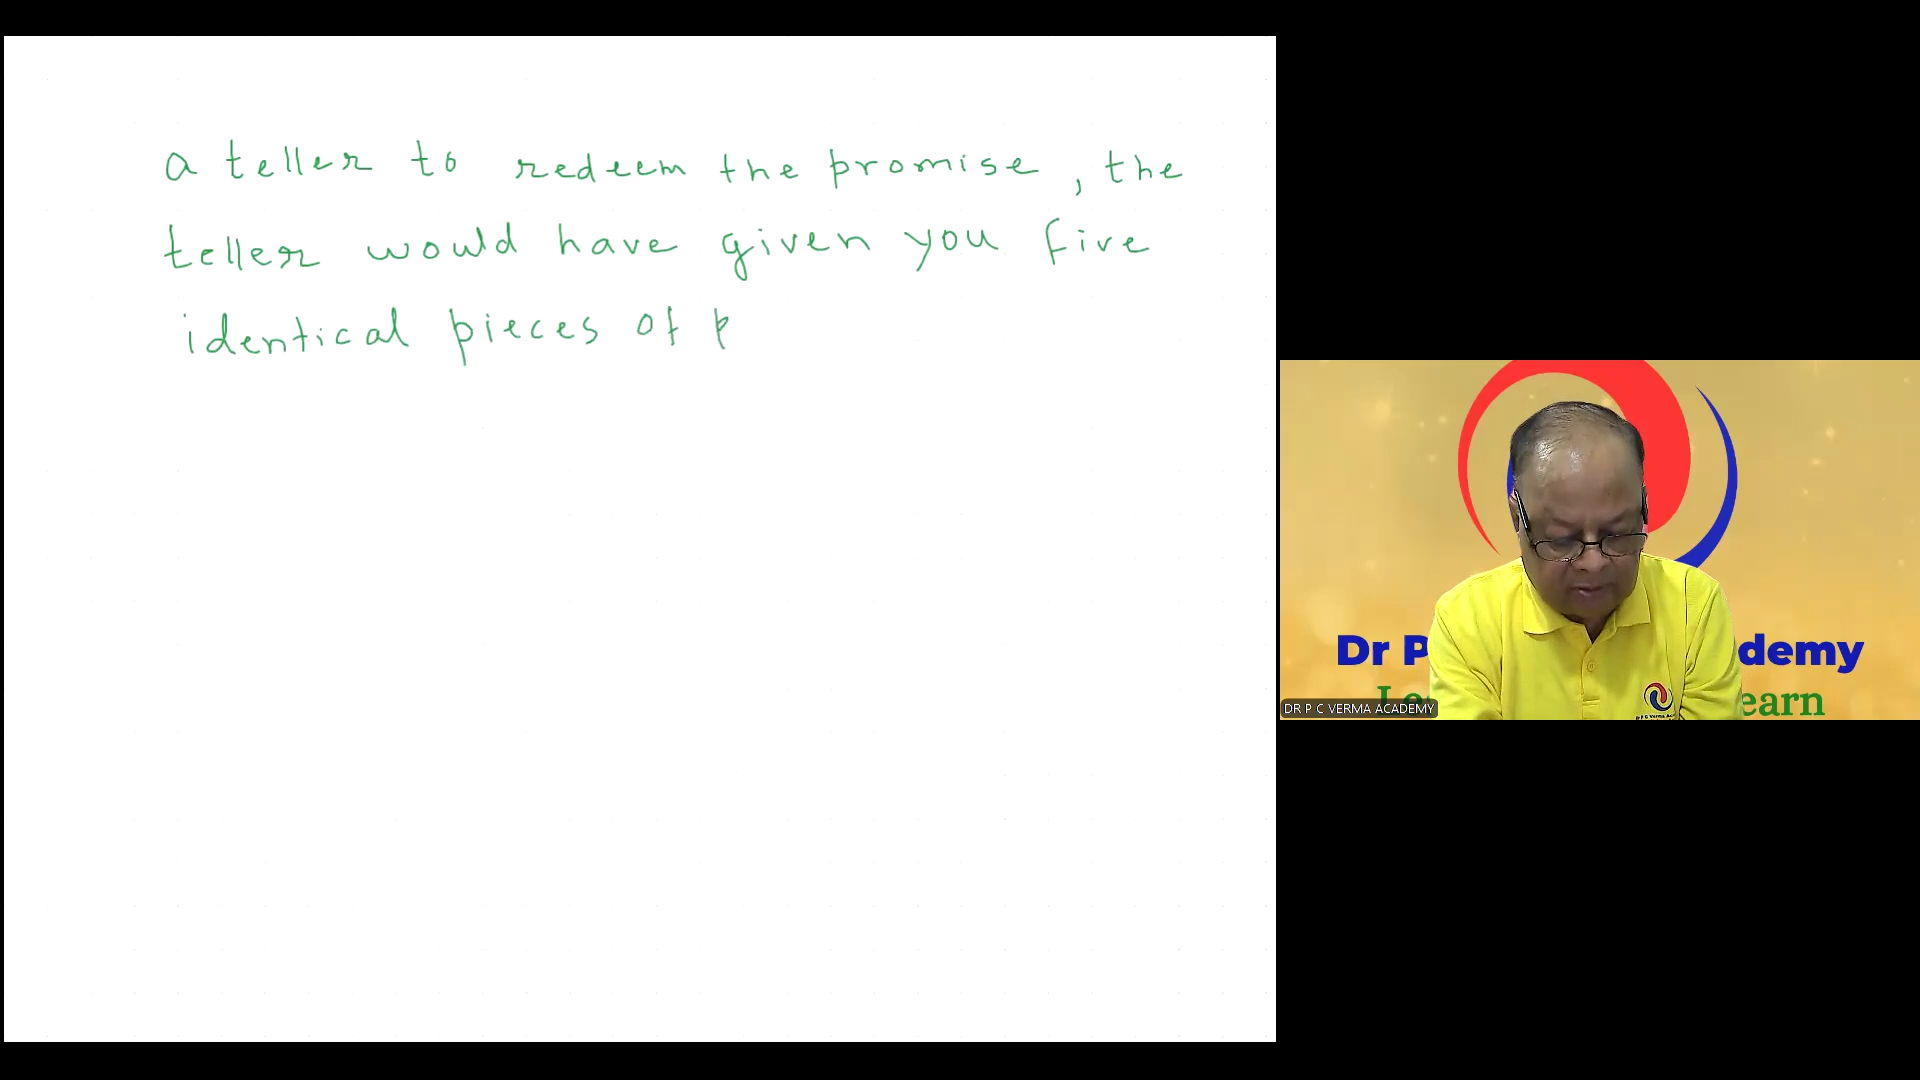 a teller to redeem the promise, the
teller would have given you five
identical pieces of p
Dr P demy
earn
DR P C VERMA ACADEMY